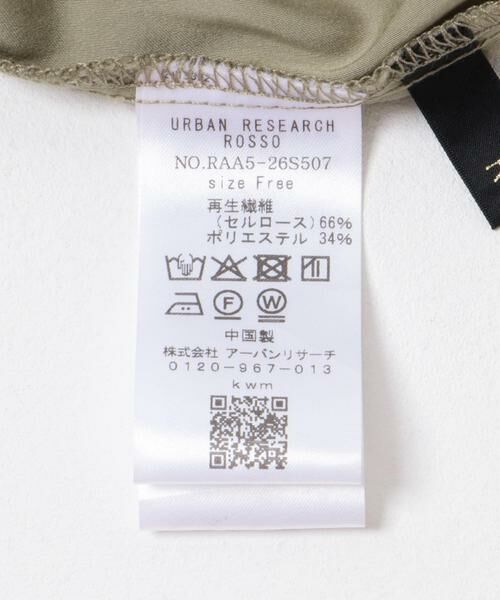 URBAN RESEARCH
ROSSO
NO.RAA5-26S507
size Free
再生繊維
(セルロース)66%
ポリエステル 34%
F W
中国製
株式会社 アーバンリサーチ
0120-967-013
kwm